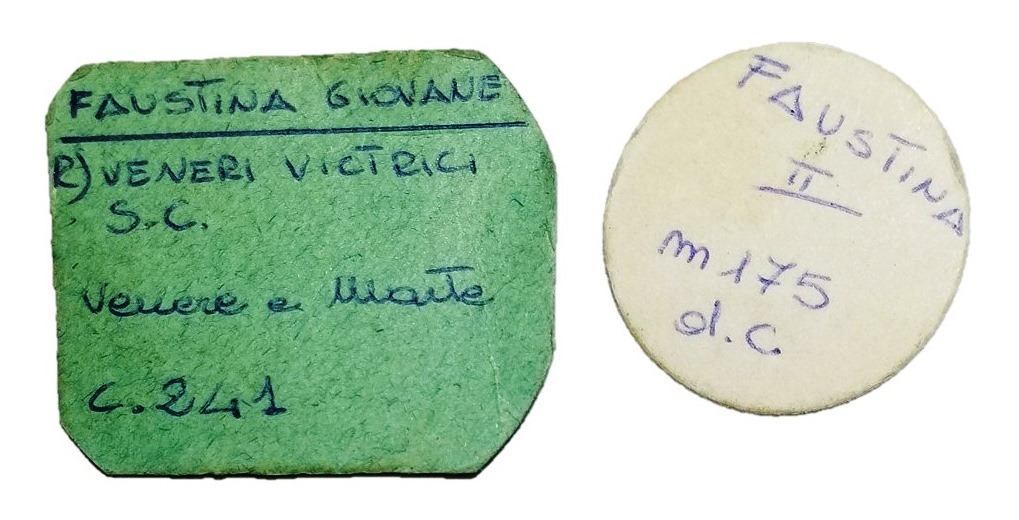 FAUSTINA GIOVANE
R) VENERI VICTRICI
S.C.
Venere e Marte
C. 241
FAUSTINA
II
m 175
d.C.